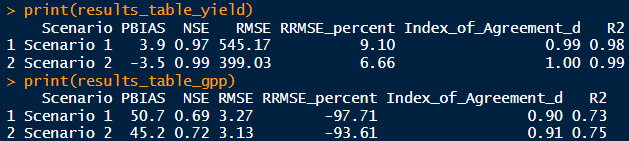 > print(results_table_yield)
Scenario PBIAS NSE RMSE RRMSE_percent Index_of_Agreement_d R2
1 Scenario 1 3.9 0.97 545.17 9.10 0.99 0.98
2 Scenario 2 -3.5 0.99 399.03 6.66 1.00 0.99
> print(results_table_gpp)
Scenario PBIAS NSE RMSE RRMSE_percent Index_of_Agreement_d R2
1 Scenario 1 50.7 0.69 3.27 -97.71 0.90 0.73
2 Scenario 2 45.2 0.72 3.13 -93.61 0.91 0.75